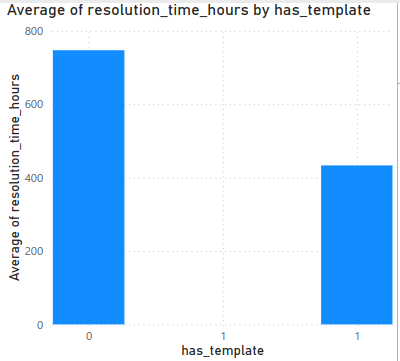 Average of resolution_time_hours by has_template
800
600
400
200
0
Average of resolution_time_hours
0 1 1
has_template